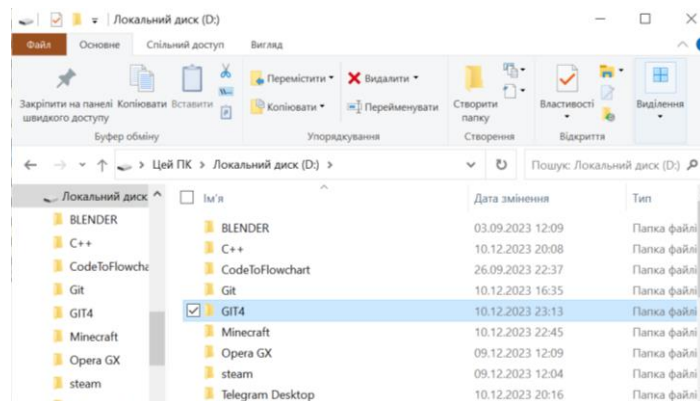 Локальний диск (D:)
Файл Основне Спільний доступ Вигляд
Закріпити на панелі швидкого доступу
Копіювати
Вставити
Перемістити
Копіювати
Видалити
Перейменувати
Створити папку
Властивості
Виділення
Буфер обміну Упорядкування Створення Відкриття
Цей ПК > Локальний диск (D:) >
Пошук: Локальний диск (D:)
Локальний диск
BLENDER
C++
CodeToFlowcha
Git
GIT4
Minecraft
Opera GX
steam
Ім'я Дата змінення Тип
BLENDER 03.09.2023 12:09 Папка файлі
C++ 10.12.2023 20:08 Папка файлі
CodeToFlowchart 26.09.2023 22:37 Папка файлі
Git 10.12.2023 16:35 Папка файлі
GIT4 10.12.2023 23:13 Папка файлі
Minecraft 10.12.2023 22:45 Папка файлі
Opera GX 09.12.2023 12:09 Папка файлі
steam 09.12.2023 12:04 Папка файлі
Telegram Desktop 10.12.2023 20:16 Папка файлі